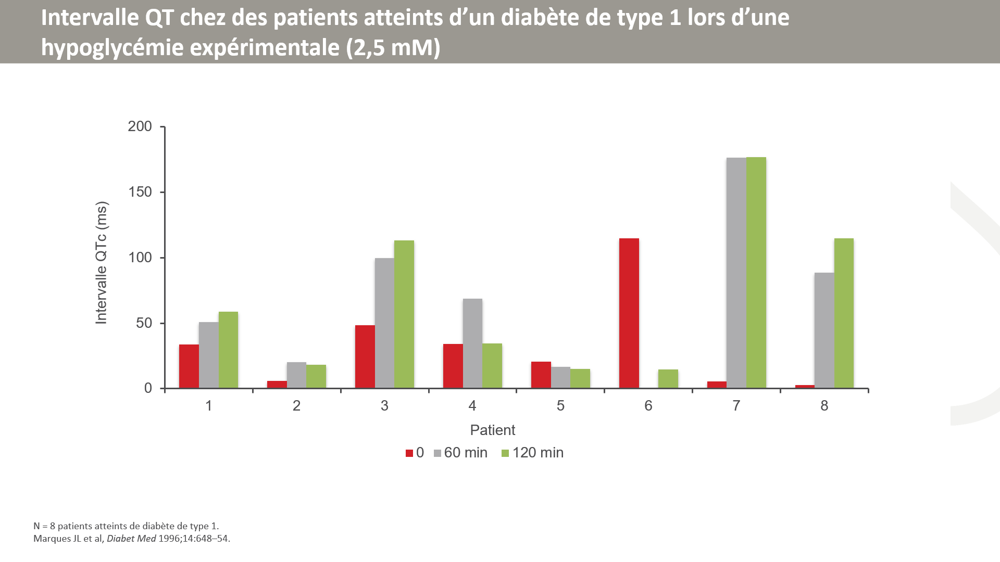 Intervalle QT chez des patients atteints d’un diabète de type 1 lors d’une
hypoglycémie expérimentale (2,5 mM)
200
150
100
50
0
Intervalle QTc (ms)
1 2 3 4 5 6 7 8
Patient
0 60 min 120 min
N = 8 patients atteints de diabète de type 1.
Marques JL et al, Diabet Med 1996;14:648–54.